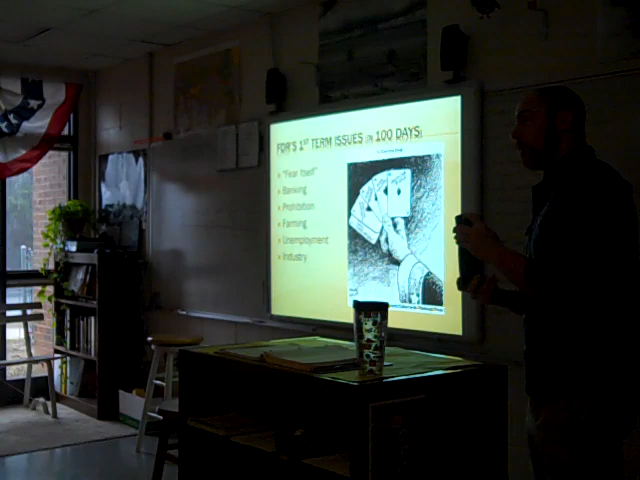 FDR'S 1ST TERM ISSUES (IN 100 DAYS)
"Fear Itself"
Banking
Prohibition
Farming
Unemployment
Industry